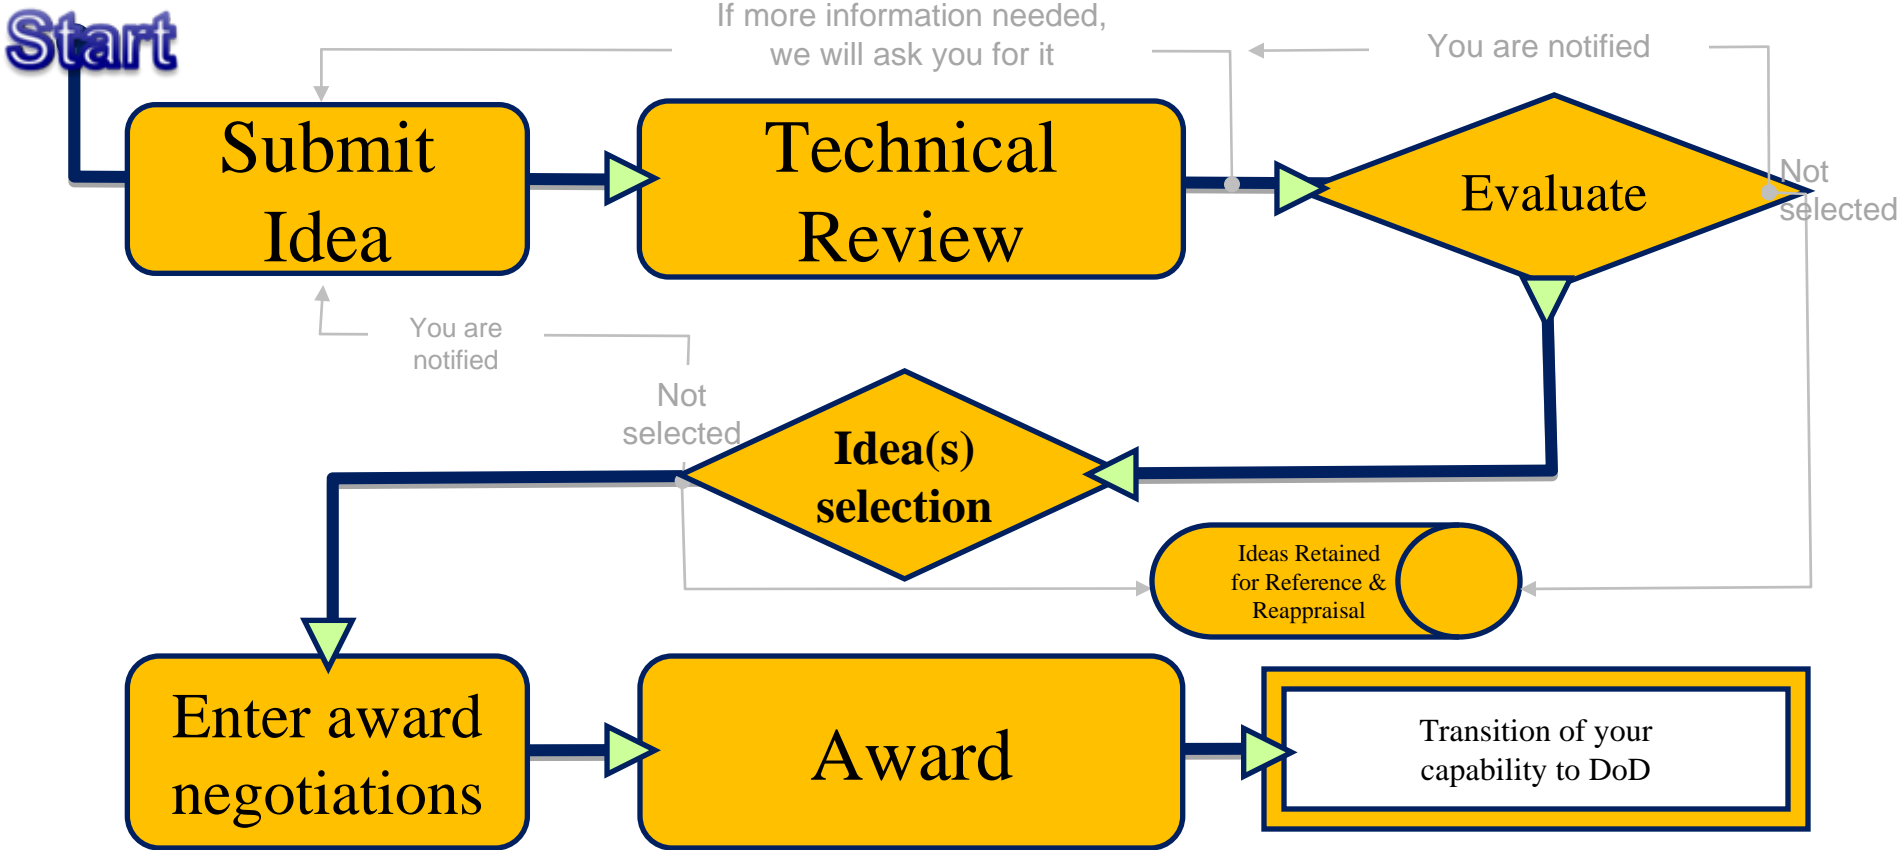 Start
If more information needed,
we will ask you for it
You are notified
Submit
Idea
Technical
Review
Evaluate
Not
selected
You are
notified
Not
selected
Idea(s)
selection
Ideas Retained
for Reference &
Reappraisal
Enter award
negotiations
Award
Transition of your
capability to DoD